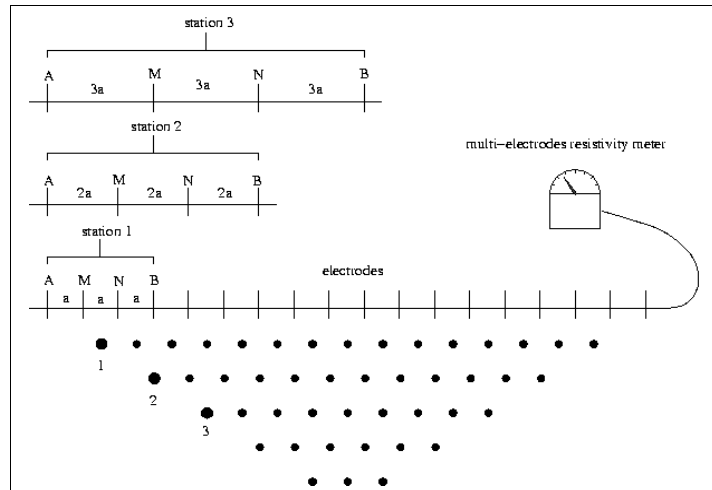 station 3
A M N B
3a 3a 3a
station 2
A M N B
2a 2a 2a
multi-electrodes resistivity meter
station 1
A M N B
a a a
electrodes
1
2
3